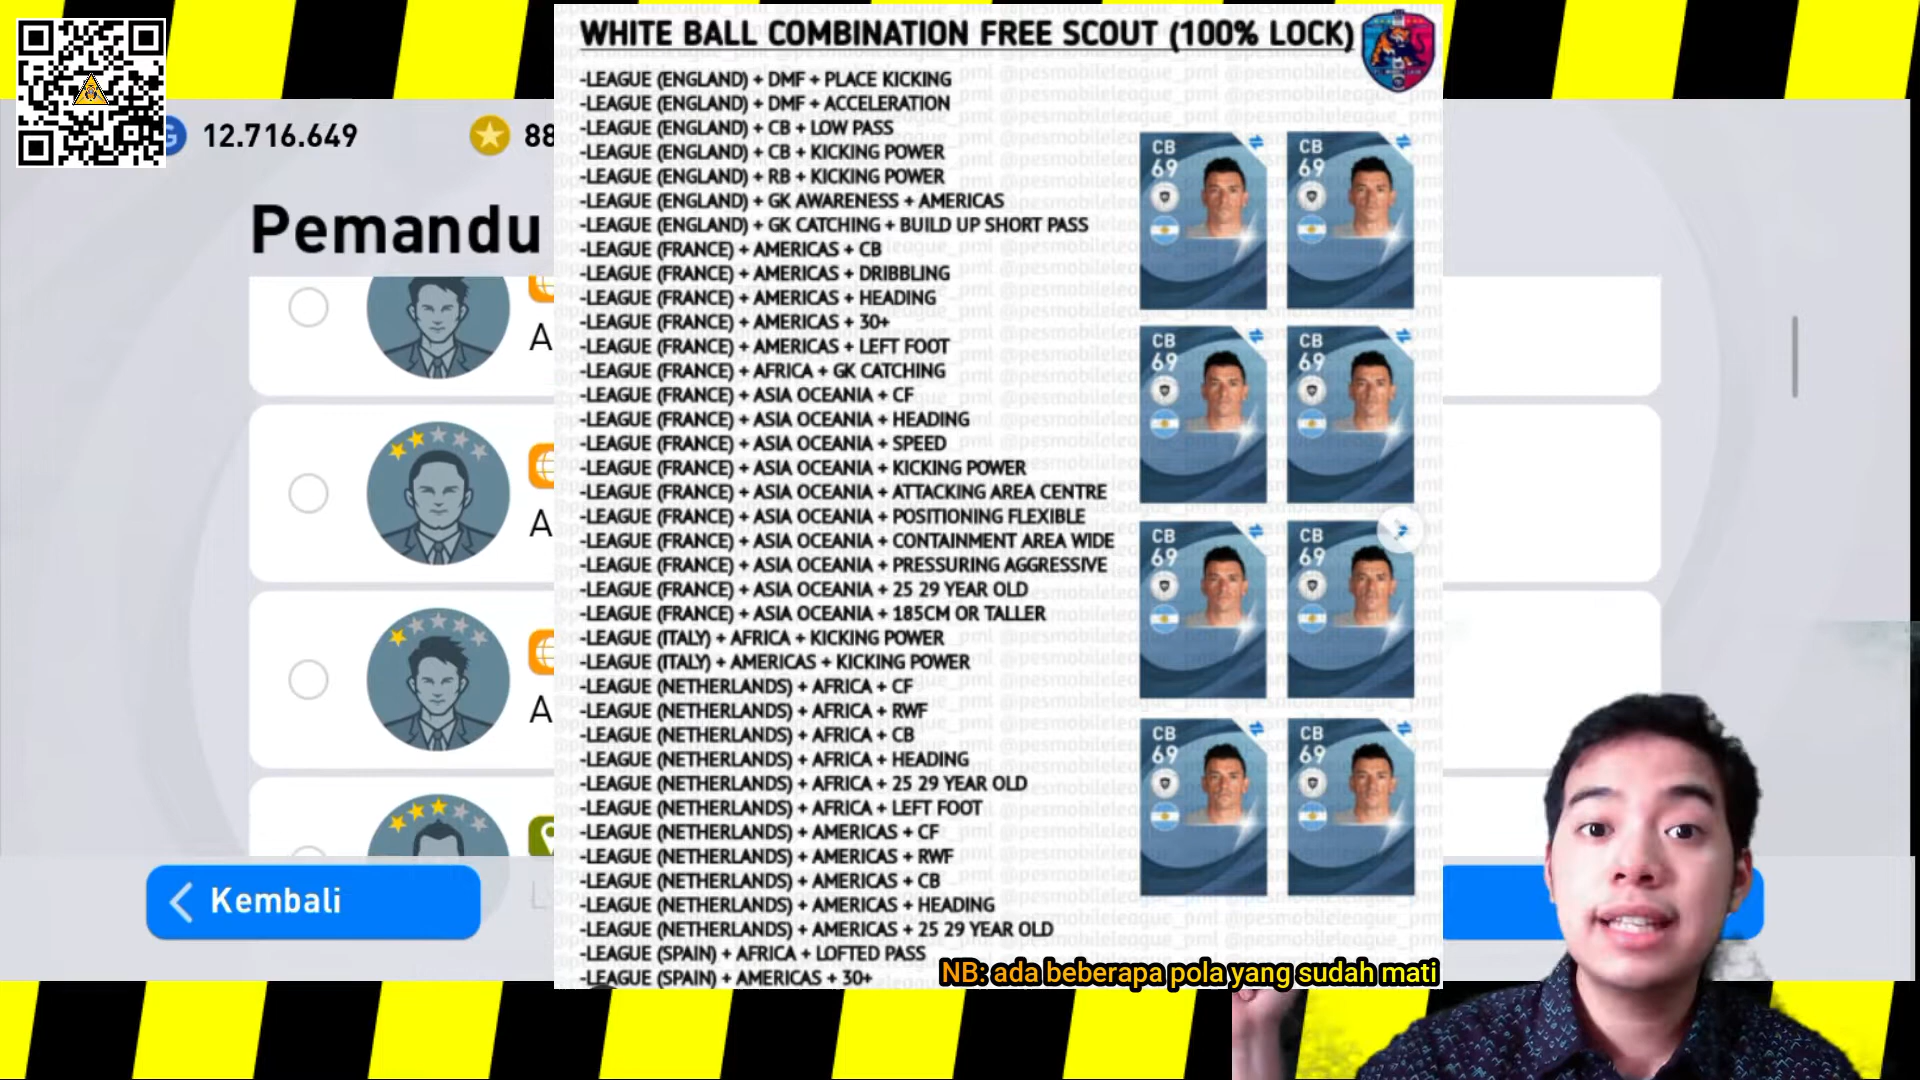 WHITE BALL COMBINATION FREE SCOUT (100% LOCK)
-LEAGUE (ENGLAND) + DMF + PLACE KICKING
-LEAGUE (ENGLAND) + DMF + ACCELERATION
-LEAGUE (ENGLAND) + CB + LOW PASS
-LEAGUE (ENGLAND) + CB + KICKING POWER
-LEAGUE (ENGLAND) + RB + KICKING POWER
-LEAGUE (ENGLAND) + GK AWARENESS + AMERICAS
-LEAGUE (ENGLAND) + GK CATCHING + BUILD UP SHORT PASS
-LEAGUE (FRANCE) + AMERICAS + CB
-LEAGUE (FRANCE) + AMERICAS + DRIBBLING
-LEAGUE (FRANCE) + AMERICAS + HEADING
-LEAGUE (FRANCE) + AMERICAS + 30+
-LEAGUE (FRANCE) + AMERICAS + LEFT FOOT
-LEAGUE (FRANCE) + AFRICA + GK CATCHING
-LEAGUE (FRANCE) + ASIA OCEANIA + CF
-LEAGUE (FRANCE) + ASIA OCEANIA + HEADING
-LEAGUE (FRANCE) + ASIA OCEANIA + SPEED
-LEAGUE (FRANCE) + ASIA OCEANIA + KICKING POWER
-LEAGUE (FRANCE) + ASIA OCEANIA + ATTACKING AREA CENTRE
-LEAGUE (FRANCE) + ASIA OCEANIA + POSITIONING FLEXIBLE
-LEAGUE (FRANCE) + ASIA OCEANIA + CONTAINMENT AREA WIDE
-LEAGUE (FRANCE) + ASIA OCEANIA + PRESSURING AGGRESSIVE
-LEAGUE (FRANCE) + ASIA OCEANIA + 25 29 YEAR OLD
-LEAGUE (FRANCE) + ASIA OCEANIA + 185CM OR TALLER
-LEAGUE (ITALY) + AFRICA + KICKING POWER
-LEAGUE (ITALY) + AMERICAS + KICKING POWER
-LEAGUE (NETHERLANDS) + AFRICA + CF
-LEAGUE (NETHERLANDS) + AFRICA + RWF
-LEAGUE (NETHERLANDS) + AFRICA + CB
-LEAGUE (NETHERLANDS) + AFRICA + HEADING
-LEAGUE (NETHERLANDS) + AFRICA + 25 29 YEAR OLD
-LEAGUE (NETHERLANDS) + AFRICA + LEFT FOOT
-LEAGUE (NETHERLANDS) + AMERICAS + CF
-LEAGUE (NETHERLANDS) + AMERICAS + RWF
-LEAGUE (NETHERLANDS) + AMERICAS + CB
-LEAGUE (NETHERLANDS) + AMERICAS + HEADING
-LEAGUE (NETHERLANDS) + AMERICAS + 25 29 YEAR OLD
-LEAGUE (SPAIN) + AFRICA + LOFTED PASS
-LEAGUE (SPAIN) + AMERICAS + 30+
CB
69
CB
69
CB
69
CB
69
CB
69
CB
69
CB
69
CB
69
12.716.649
88
Pemandu
A
A
A
Kembali
NB: ada beberapa pola yang sudah mati